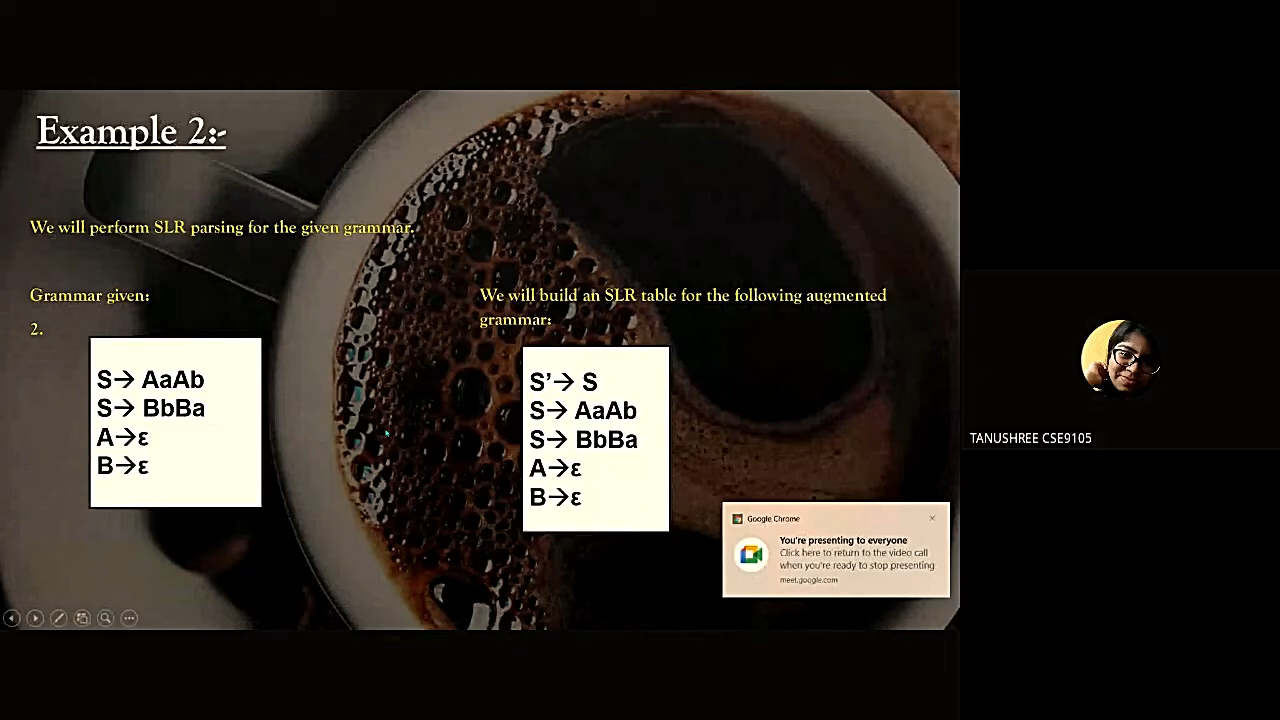 Example 2:-
We will perform SLR parsing for the given grammar.
Grammar given:
2.
S→ AaAb
S→ BbBa
A→ε
B→ε
We will build an SLR table for the following augmented
grammar:
S’→ S
S→ AaAb
S→ BbBa
A→ε
B→ε
Google Chrome
You're presenting to everyone
Click here to return to the video call
when you're ready to stop presenting
meet.google.com
TANUSHREE CSE9105